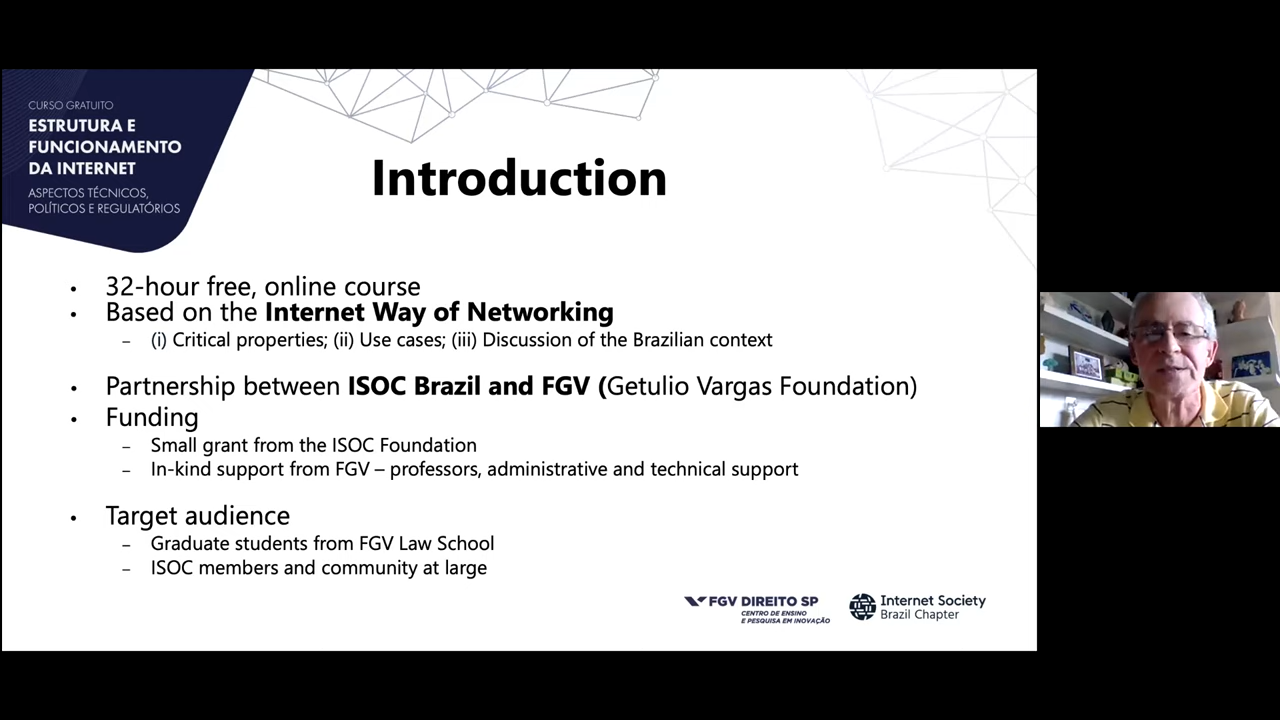 CURSO GRATUITO
ESTRUTURA E
FUNCIONAMENTO
DA INTERNET
ASPECTOS TÉCNICOS,
POLÍTICOS E REGULATÓRIOS
Introduction
• 32-hour free, online course
• Based on the Internet Way of Networking
– (i) Critical properties; (ii) Use cases; (iii) Discussion of the Brazilian context
• Partnership between ISOC Brazil and FGV (Getulio Vargas Foundation)
• Funding
– Small grant from the ISOC Foundation
– In-kind support from FGV – professors, administrative and technical support
• Target audience
– Graduate students from FGV Law School
– ISOC members and community at large
FGV DIREITO SP
CENTRO DE ENSINO
E PESQUISA EM INOVAÇÃO
Internet Society
Brazil Chapter